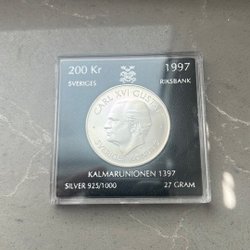 200 Kr 1997
SVERIGES RIKSBANK
CARL XVI GUSTAF
KALMARUNIONEN 1397
SILVER 925/1000 27 GRAM